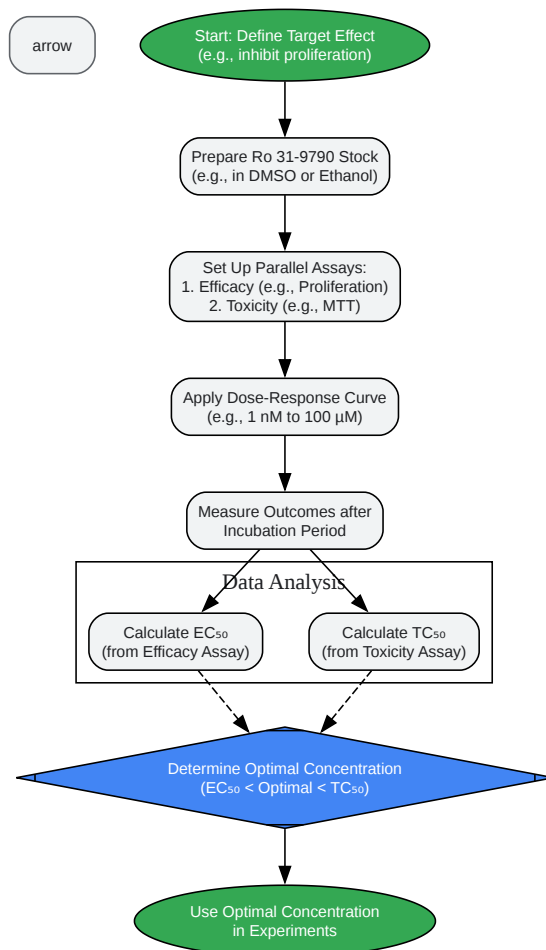 arrow
Start: Define Target Effect
(e.g., inhibit proliferation)
Prepare Ro 31-9790 Stock
(e.g., in DMSO or Ethanol)
Set Up Parallel Assays:
1. Efficacy (e.g., Proliferation)
2. Toxicity (e.g., MTT)
Apply Dose-Response Curve
(e.g., 1 nM to 100 µM)
Measure Outcomes after
Incubation Period
Data Analysis
Calculate EC₅₀
(from Efficacy Assay)
Calculate TC₅₀
(from Toxicity Assay)
Determine Optimal Concentration
(EC₅₀ < Optimal < TC₅₀)
Use Optimal Concentration
in Experiments